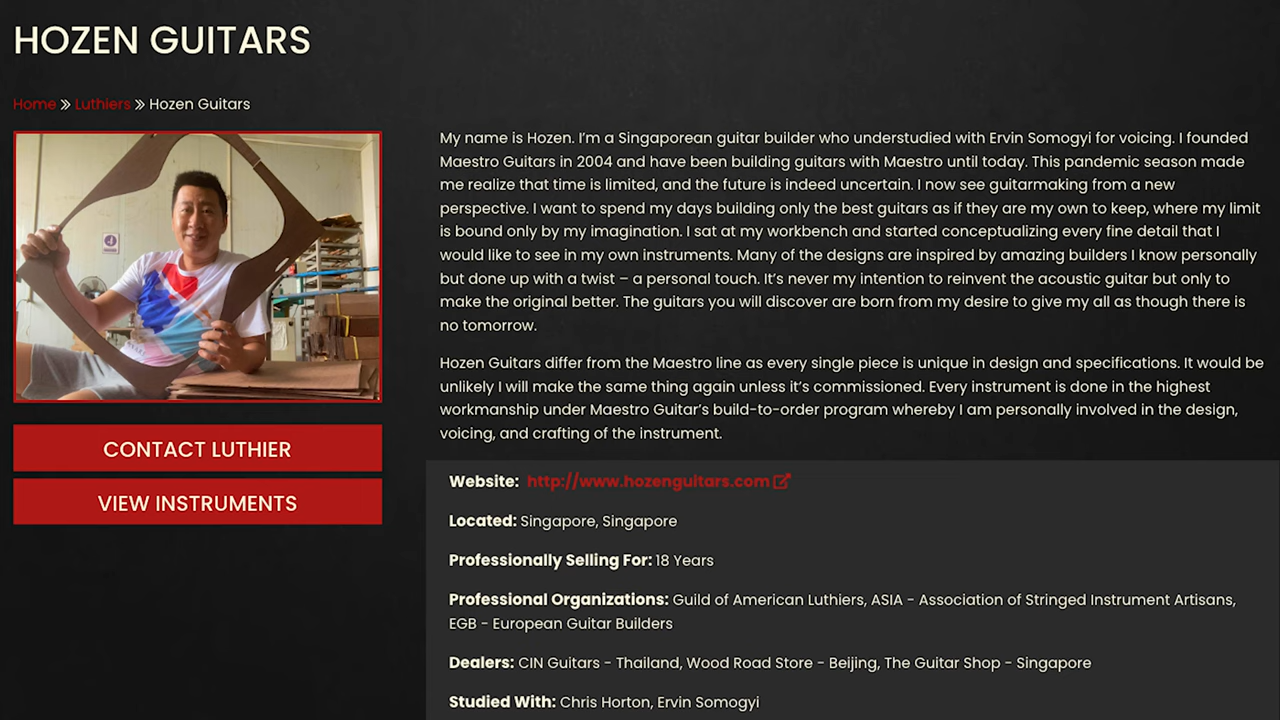 HOZEN GUITARS
Home » Luthiers » Hozen Guitars
CONTACT LUTHIER
VIEW INSTRUMENTS
My name is Hozen. I'm a Singaporean guitar builder who understudied with Ervin Somogyi for voicing. I founded
Maestro Guitars in 2004 and have been building guitars with Maestro until today. This pandemic season made
me realize that time is limited, and the future is indeed uncertain. I now see guitarmaking from a new
perspective. I want to spend my days building only the best guitars as if they are my own to keep, where my limit
is bound only by my imagination. I sat at my workbench and started conceptualizing every fine detail that I
would like to see in my own instruments. Many of the designs are inspired by amazing builders I know personally
but done up with a twist – a personal touch. It's never my intention to reinvent the acoustic guitar but only to
make the original better. The guitars you will discover are born from my desire to give my all as though there is
no tomorrow.
Hozen Guitars differ from the Maestro line as every single piece is unique in design and specifications. It would be
unlikely I will make the same thing again unless it's commissioned. Every instrument is done in the highest
workmanship under Maestro Guitar's build-to-order program whereby I am personally involved in the design,
voicing, and crafting of the instrument.
Website: http://www.hozenguitars.com
Located: Singapore, Singapore
Professionally Selling For: 18 Years
Professional Organizations: Guild of American Luthiers, ASIA - Association of Stringed Instrument Artisans,
EGB - European Guitar Builders
Dealers: CIN Guitars - Thailand, Wood Road Store - Beijing, The Guitar Shop - Singapore
Studied With: Chris Horton, Ervin Somogyi